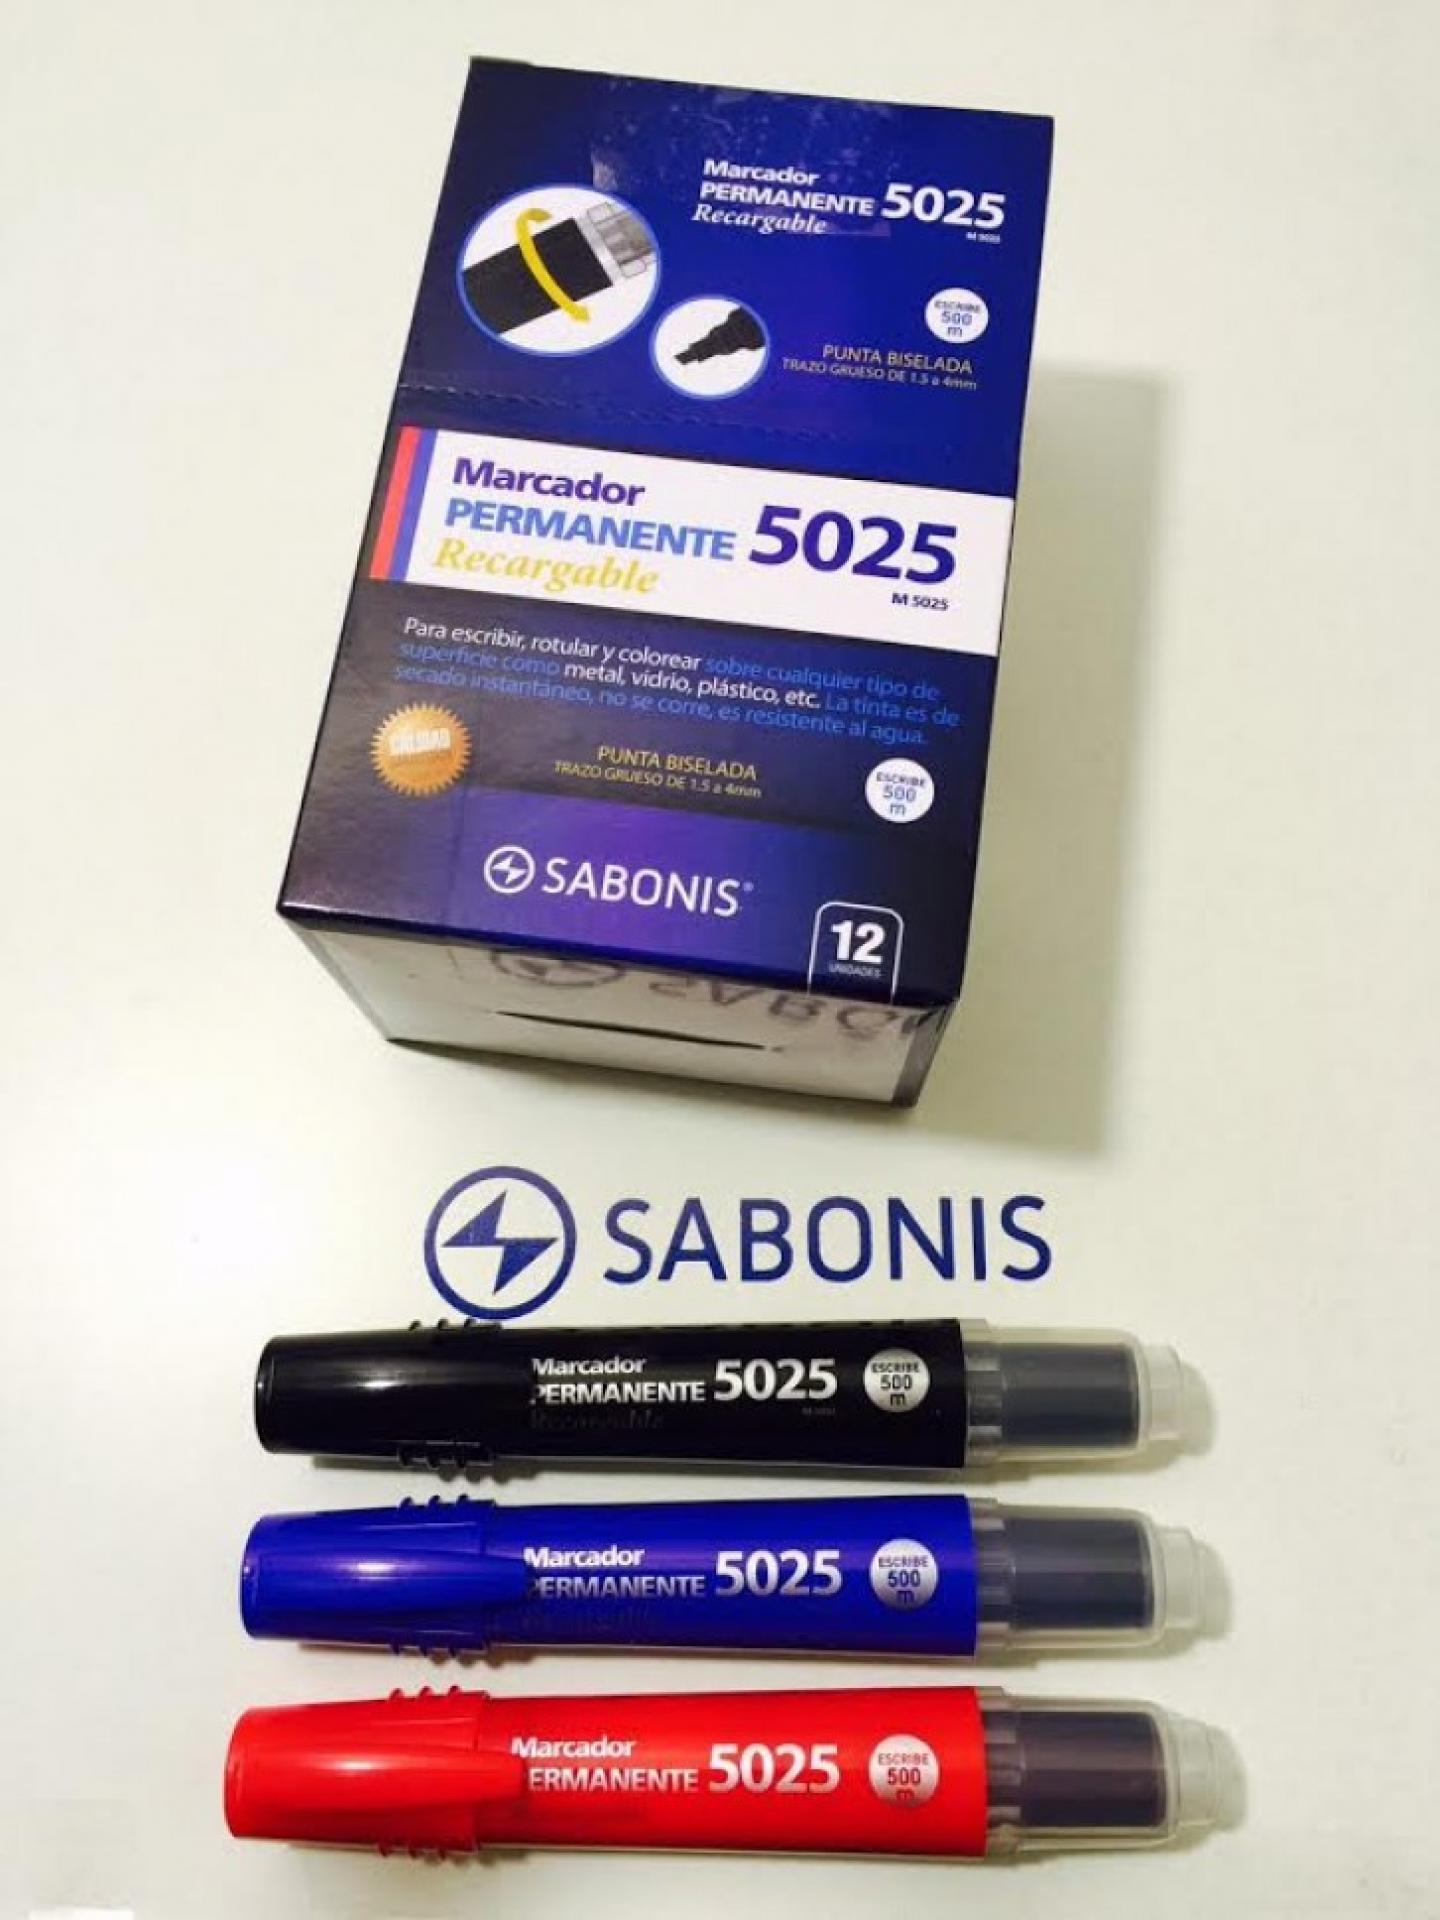 Marcador
PERMANENTE 5025
Recargable
M 5025
ESCRIBE
500
m
PUNTA BISELADA
TRAZO GRUESO DE 1.5 a 4mm
Marcador
PERMANENTE 5025
Recargable
M 5025
Para escribir, rotular y colorear sobre cualquier tipo de
superficie como metal, vidrio, plástico, etc. La tinta es de
secado instantáneo, no se corre, es resistente al agua.
CALIDAD
PUNTA BISELADA
TRAZO GRUESO DE 1.5 a 4mm
ESCRIBE
500
m
SABONIS®
12
UNIDADES
SABONIS
Marcador
PERMANENTE 5025
Recargable
ESCRIBE
500
m
Marcador
PERMANENTE 5025
ESCRIBE
500
m
Marcador
ERMANENTE 5025
ESCRIBE
500
m